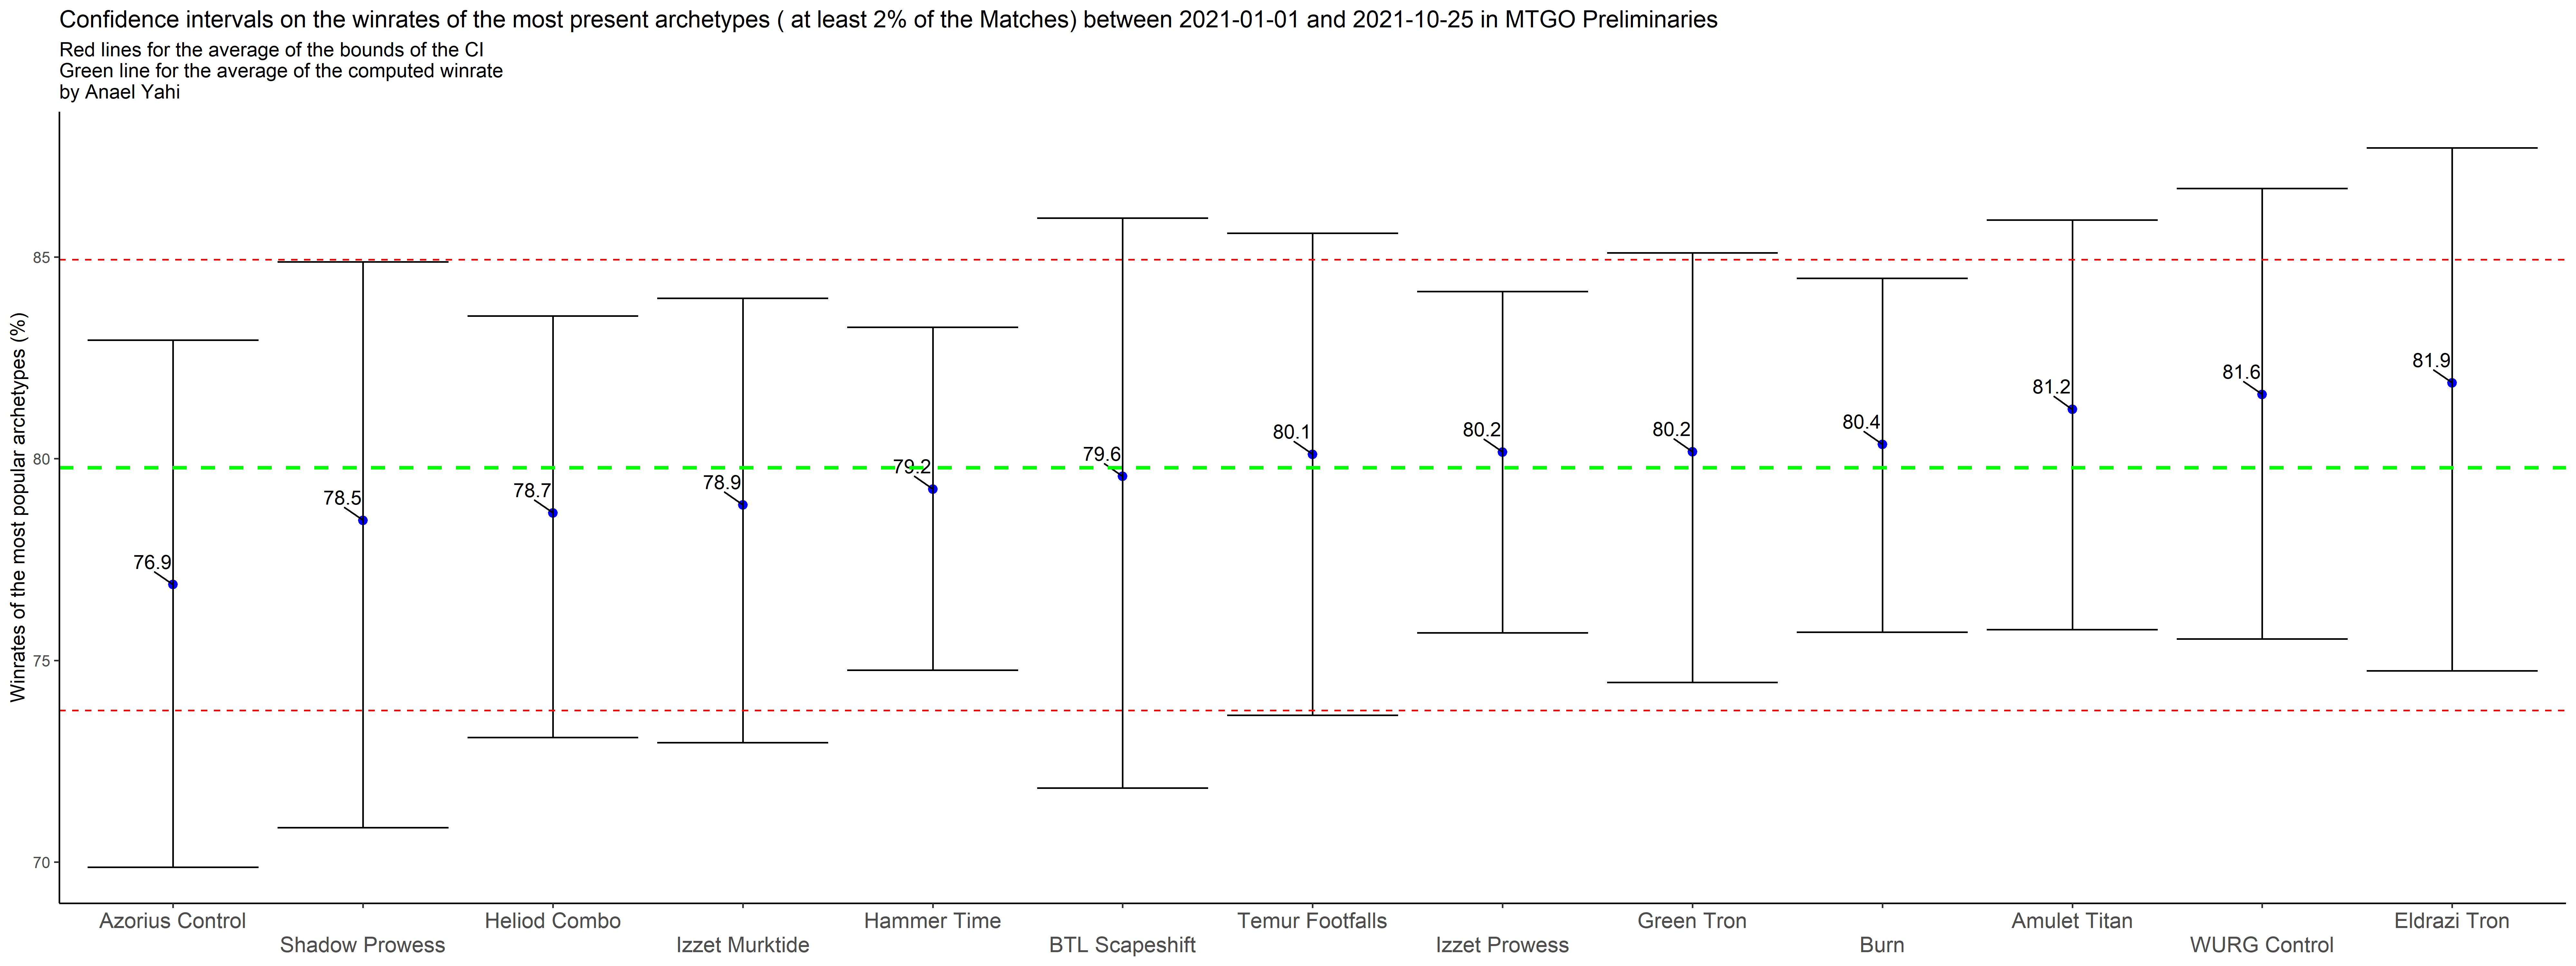 Confidence intervals on the winrates of the most present archetypes ( at least 2% of the Matches) between 2021-01-01 and 2021-10-25 in MTGO Preliminaries
Red lines for the average of the bounds of the CI
Green line for the average of the computed winrate
by Anael Yahi
Winrates of the most popular archetypes (%)
85
80
75
70
76.9
78.5
78.7
78.9
79.2
79.6
80.1
80.2
80.2
80.4
81.2
81.6
81.9
Azorius Control
Shadow Prowess
Heliod Combo
Izzet Murktide
Hammer Time
BTL Scapeshift
Temur Footfalls
Izzet Prowess
Green Tron
Burn
Amulet Titan
WURG Control
Eldrazi Tron